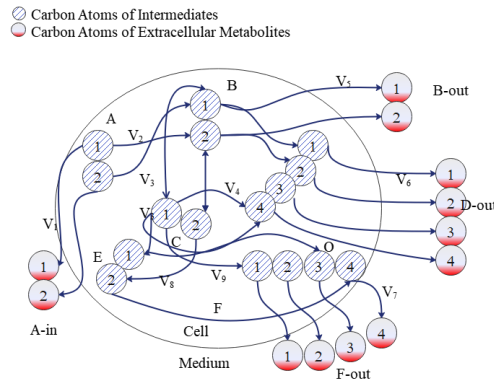 Carbon Atoms of Intermediates
Carbon Atoms of Extracellular Metabolites
B
V5
1
B-out
A
1
2
1
V2
2
1
2
V3
2
V6
1
3
V4
2
D-out
4
V1
1
2
3
C
O
1
4
E
1
2
V8
V9
1
2
3
4
2
A-in
F
V7
Cell
4
Medium
1
2
3
F-out